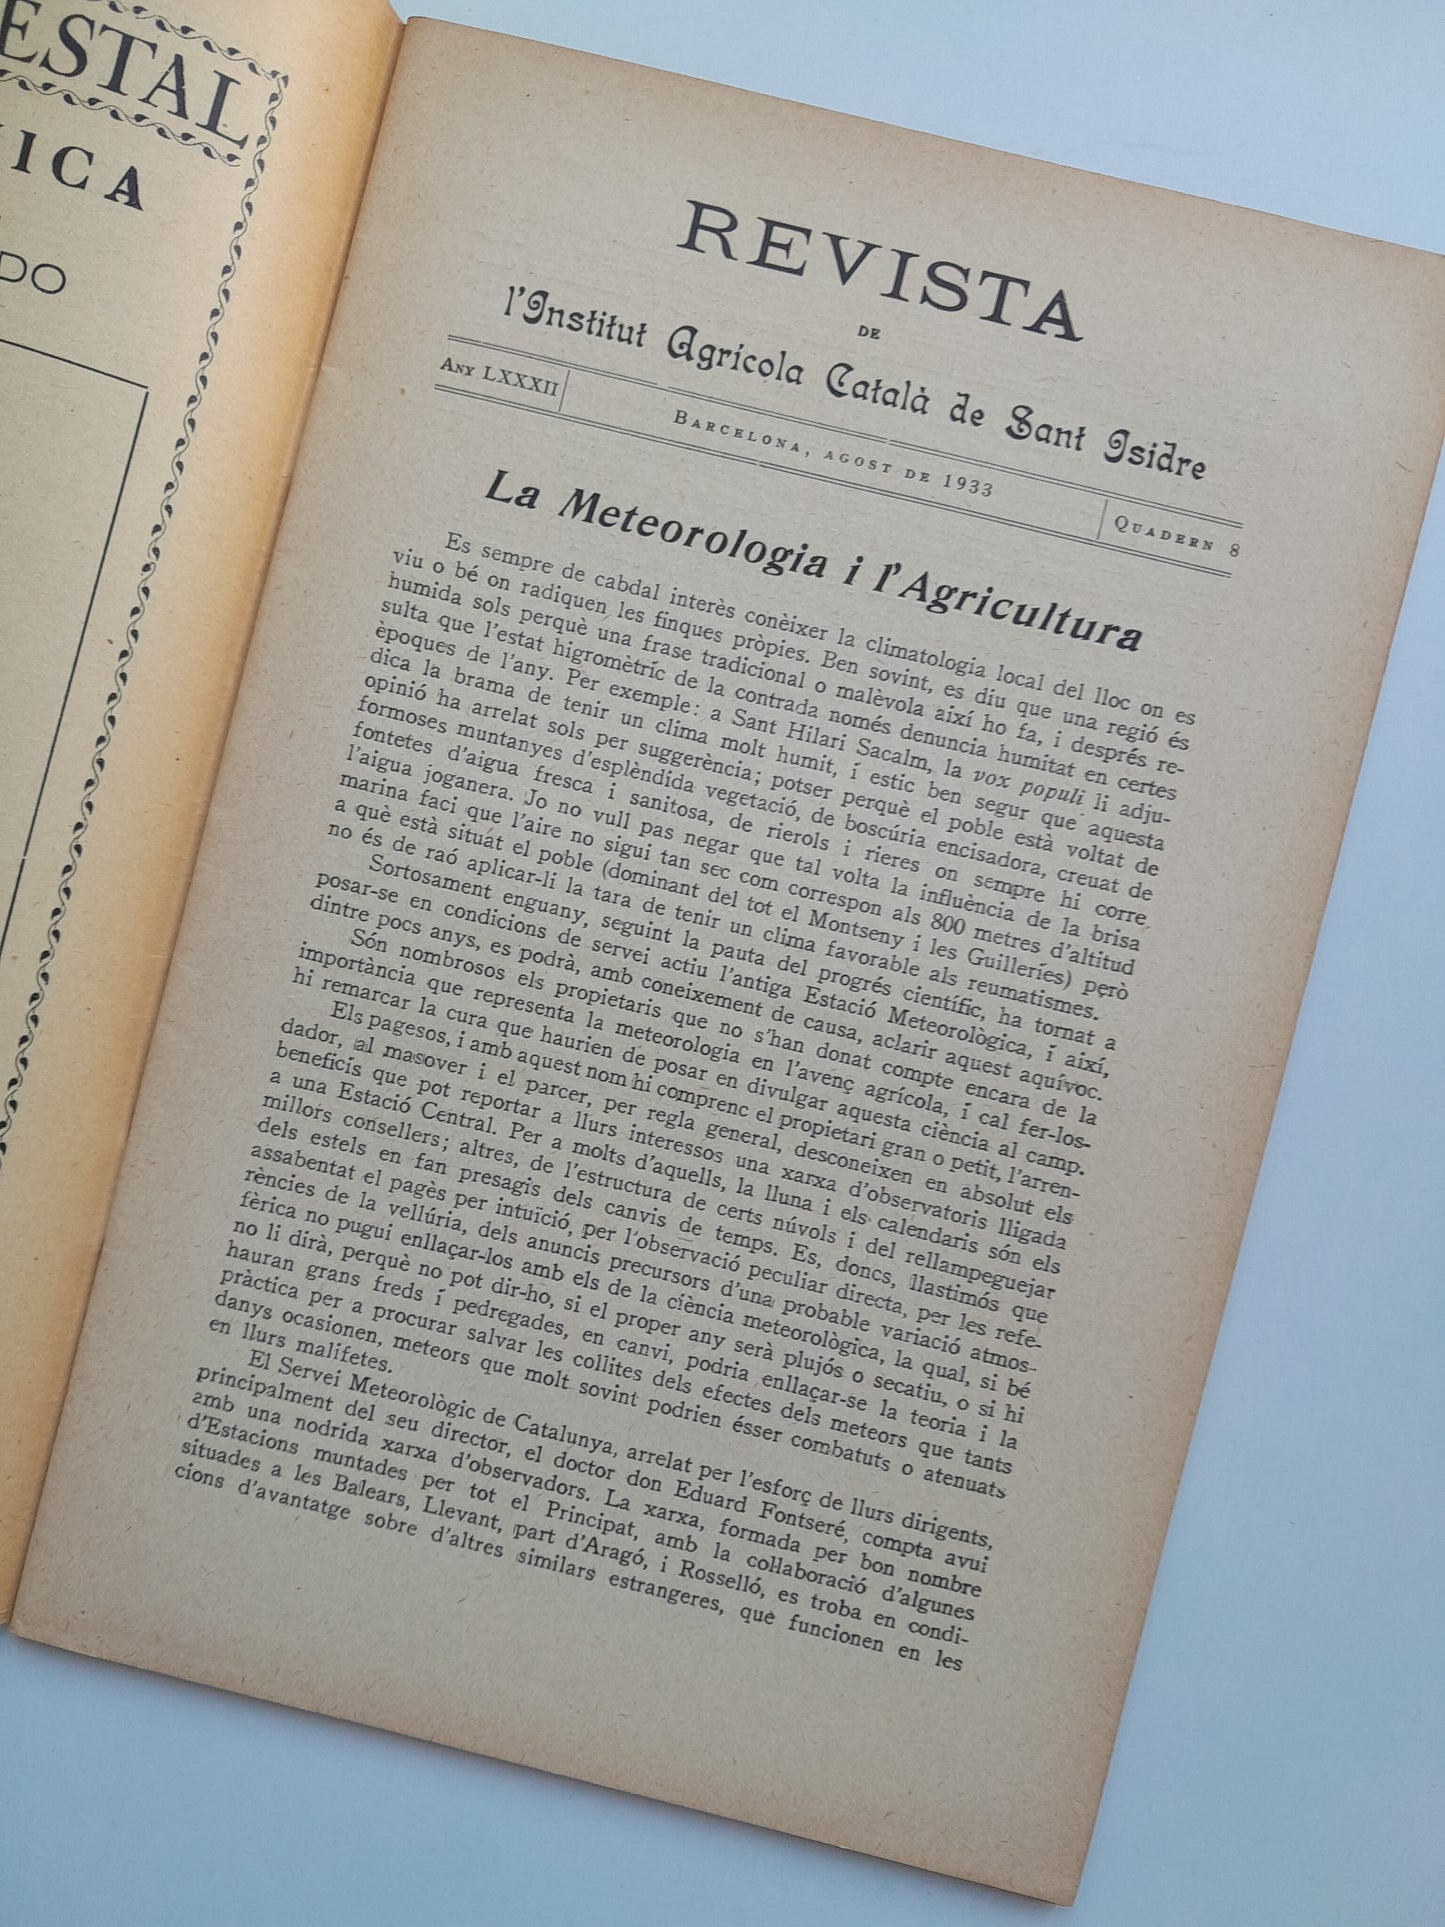 ESTAL
ICA
DO
REVISTA
DE
l'Institut Agrícola Català de Sant Isidre
ANY LXXXII
BARCELONA, AGOST DE 1933
QUADERN 8
La Meteorologia i l'Agricultura
Es sempre de cabdal interès conèixer la climatologia local del lloc on es
viu o bé on radiquen les finques pròpies. Ben sovint, es diu que una regió és
humida sols perquè una frase tradicional o malèvola així ho fa, i després re-
sulta que l'estat higromètric de la contrada només denuncia humitat en certes
èpoques de l'any. Per exemple: a Sant Hilari Sacalm, la vox populi li adju-
dica la brama de tenir un clima molt humit, i estic ben segur que aquesta
opinió ha arrelat sols per suggerència; potser perquè el poble està voltat de
formoses muntanyes d'esplèndida vegetació, de boscúria encisadora, creuat de
fontetes d'aigua fresca i sanitosa, de rierols i rieres on sempre hi corre
l'aigua joganera. Jo no vull pas negar que tal volta la influència de la brisa
marina faci que l'aire no sigui tan sec com correspon als 800 metres d'altitud
a què està situat el poble (dominant del tot el Montseny i les Guilleríes) però
no és de raó aplicar-li la tara de tenir un clima favorable als reumatismes.
Sortosament enguany, seguint la pauta del progrés científic, ha tornat a
posar-se en condicions de servei actiu l'antiga Estació Meteorològica, i així,
dintre pocs anys, es podrà, amb coneixement de causa, aclarir aquest aquívoc.
Són nombrosos els propietaris que no s'han donat compte encara de la
importància que representa la meteorologia en l'avenç agrícola, i cal fer-los-
hi remarcar la cura que haurien de posar en divulgar aquesta ciència al camp.
Els pagesos, i amb aquest nom hi comprenc el propietari gran o petit, l'arren-
dador, al masover i el parcer, per regla general, desconeixen en absolut els
beneficis que pot reportar a llurs interessos una xarxa d'observatoris lligada
a una Estació Central. Per a molts d'aquells, la lluna i els calendaris són els
millors consellers; altres, de l'estructura de certs núvols i del rellampeguejar
dels estels en fan presagis dels canvis de temps. Es, doncs, llastimós que
assabentat el pagès per intuïció, per l'observació peculiar directa, per les refe-
rències de la vellúria, dels anuncis precursors d'una probable variació atmos-
fèrica no pugui enllaçar-los amb els de la ciència meteorològica, la qual, si bé
no li dirà, perquè no pot dir-ho, si el proper any serà plujós o secatiu, o si hi
hauran grans freds i pedregades, en canvi, podria enllaçar-se la teoria i la
pràctica per a procurar salvar les collites dels efectes dels meteors que tants
danys ocasionen, meteors que molt sovint podrien ésser combatuts o atenuats
en llurs malifetes.
El Servei Meteorològic de Catalunya, arrelat per l'esforç de llurs dirigents,
principalment del seu director, el doctor don Eduard Fontseré, compta avui
amb una nodrida xarxa d'observadors. La xarxa, formada per bon nombre
d'Estacions muntades per tot el Principat, amb la col·laboració d'algunes
situades a les Balears, Llevant, part d'Aragó, i Rosselló, es troba en condi-
cions d'avantatge sobre d'altres similars estrangeres, que funcionen en les